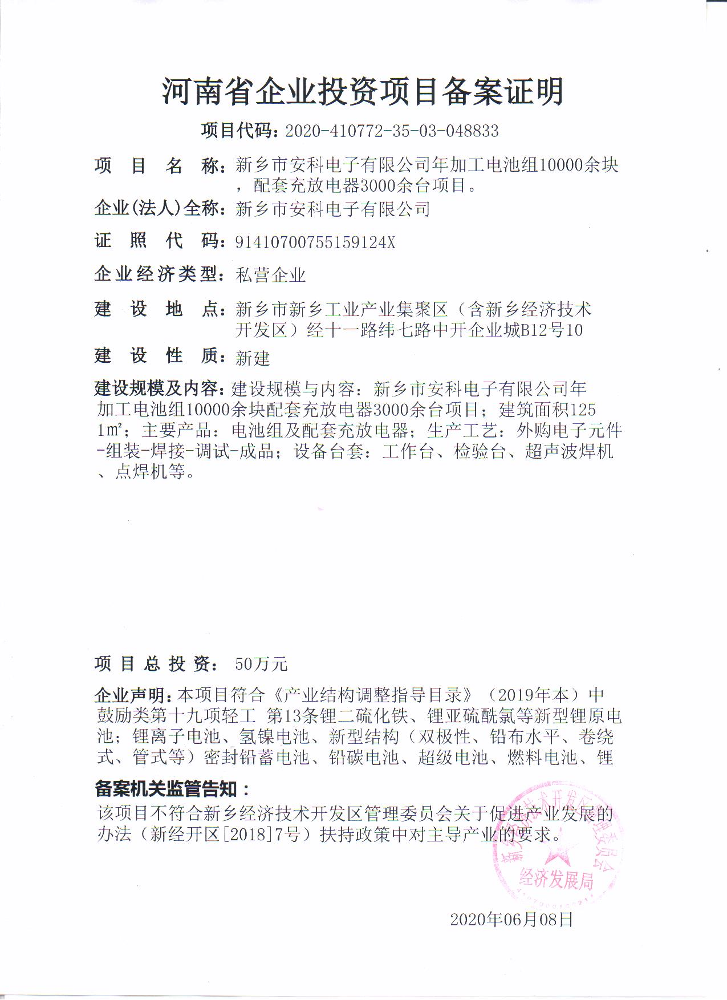 河南省企业投资项目备案证明
项目代码：2020-410772-35-03-048833
项目名称：新乡市安科电子有限公司年加工电池组10000余块
，配套充放电器3000余台项目。
企业(法人)全称：新乡市安科电子有限公司
证照代码：91410700755159124X
企业经济类型：私营企业
建设地点：新乡市新乡工业产业集聚区（含新乡经济技术
开发区）经十一路纬七路中开企业城B12号10
建设性质：新建
建设规模及内容：建设规模与内容：新乡市安科电子有限公司年
加工电池组10000余块配套充放电器3000余台项目；建筑面积125
1㎡；主要产品：电池组及配套充放电器；生产工艺：外购电子元件
-组装-焊接-调试-成品；设备台套：工作台、检验台、超声波焊机
、点焊机等。
项目总投资：50万元
企业声明：本项目符合《产业结构调整指导目录》（2019年本）中
鼓励类第十九项轻工 第13条锂二硫化铁、锂亚硫酰氯等新型锂原电
池；锂离子电池、氢镍电池、新型结构（双极性、铅布水平、卷绕
式、管式等）密封铅蓄电池、铅碳电池、超级电池、燃料电池、锂
备案机关监管告知：
该项目不符合新乡经济技术开发区管理委员会关于促进产业发展的
办法（新经开区[2018]7号）扶持政策中对主导产业的要求。
新乡经济技术开发区管理委员会
经济发展局
2020年06月08日